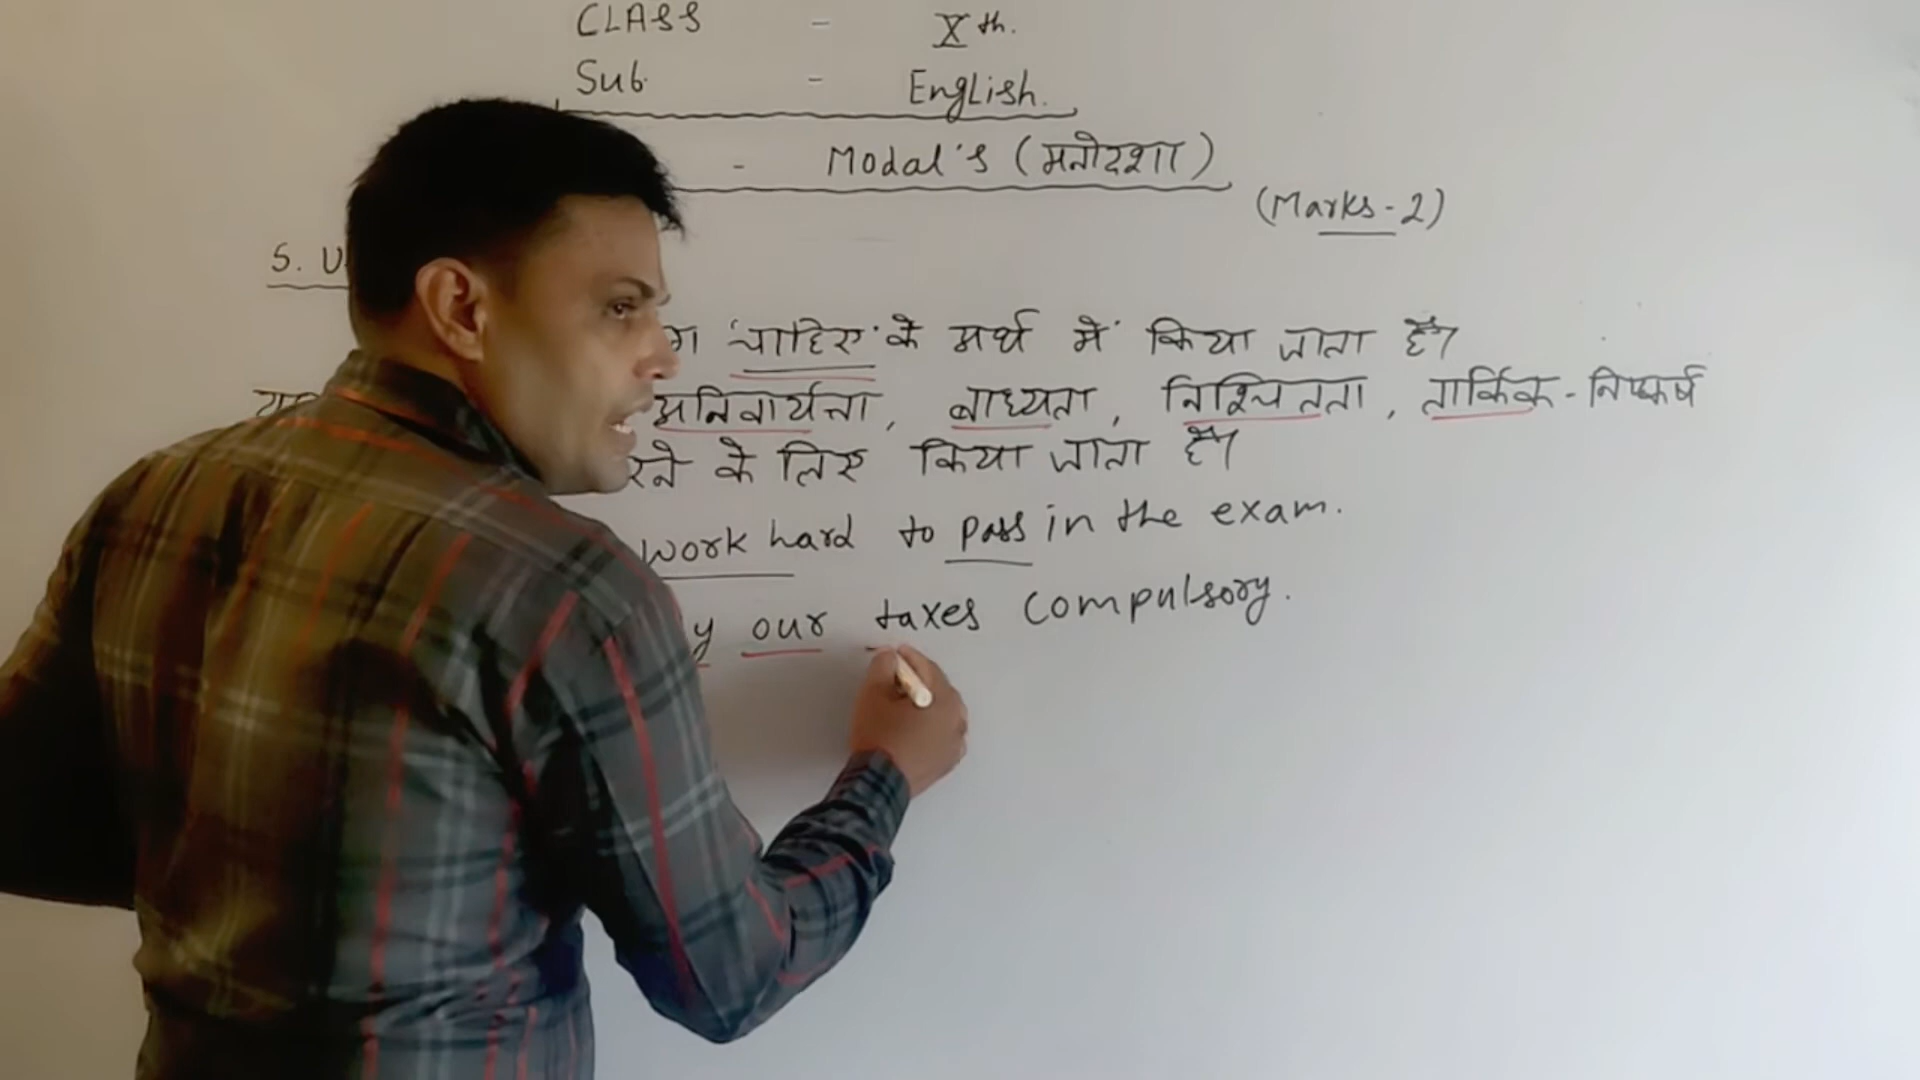 CLASS - Xth.
Sub. - English.
- Modal's (मनोदशा)
(Marks-2)
5. U
'चाहिए' के अर्थ में किया जाता है।
अनिवार्यता, बाध्यता, निश्चितता, तार्किक-निष्कर्ष
रने के लिए किया जाता है।
work hard to pass in the exam.
y our taxes compulsory.